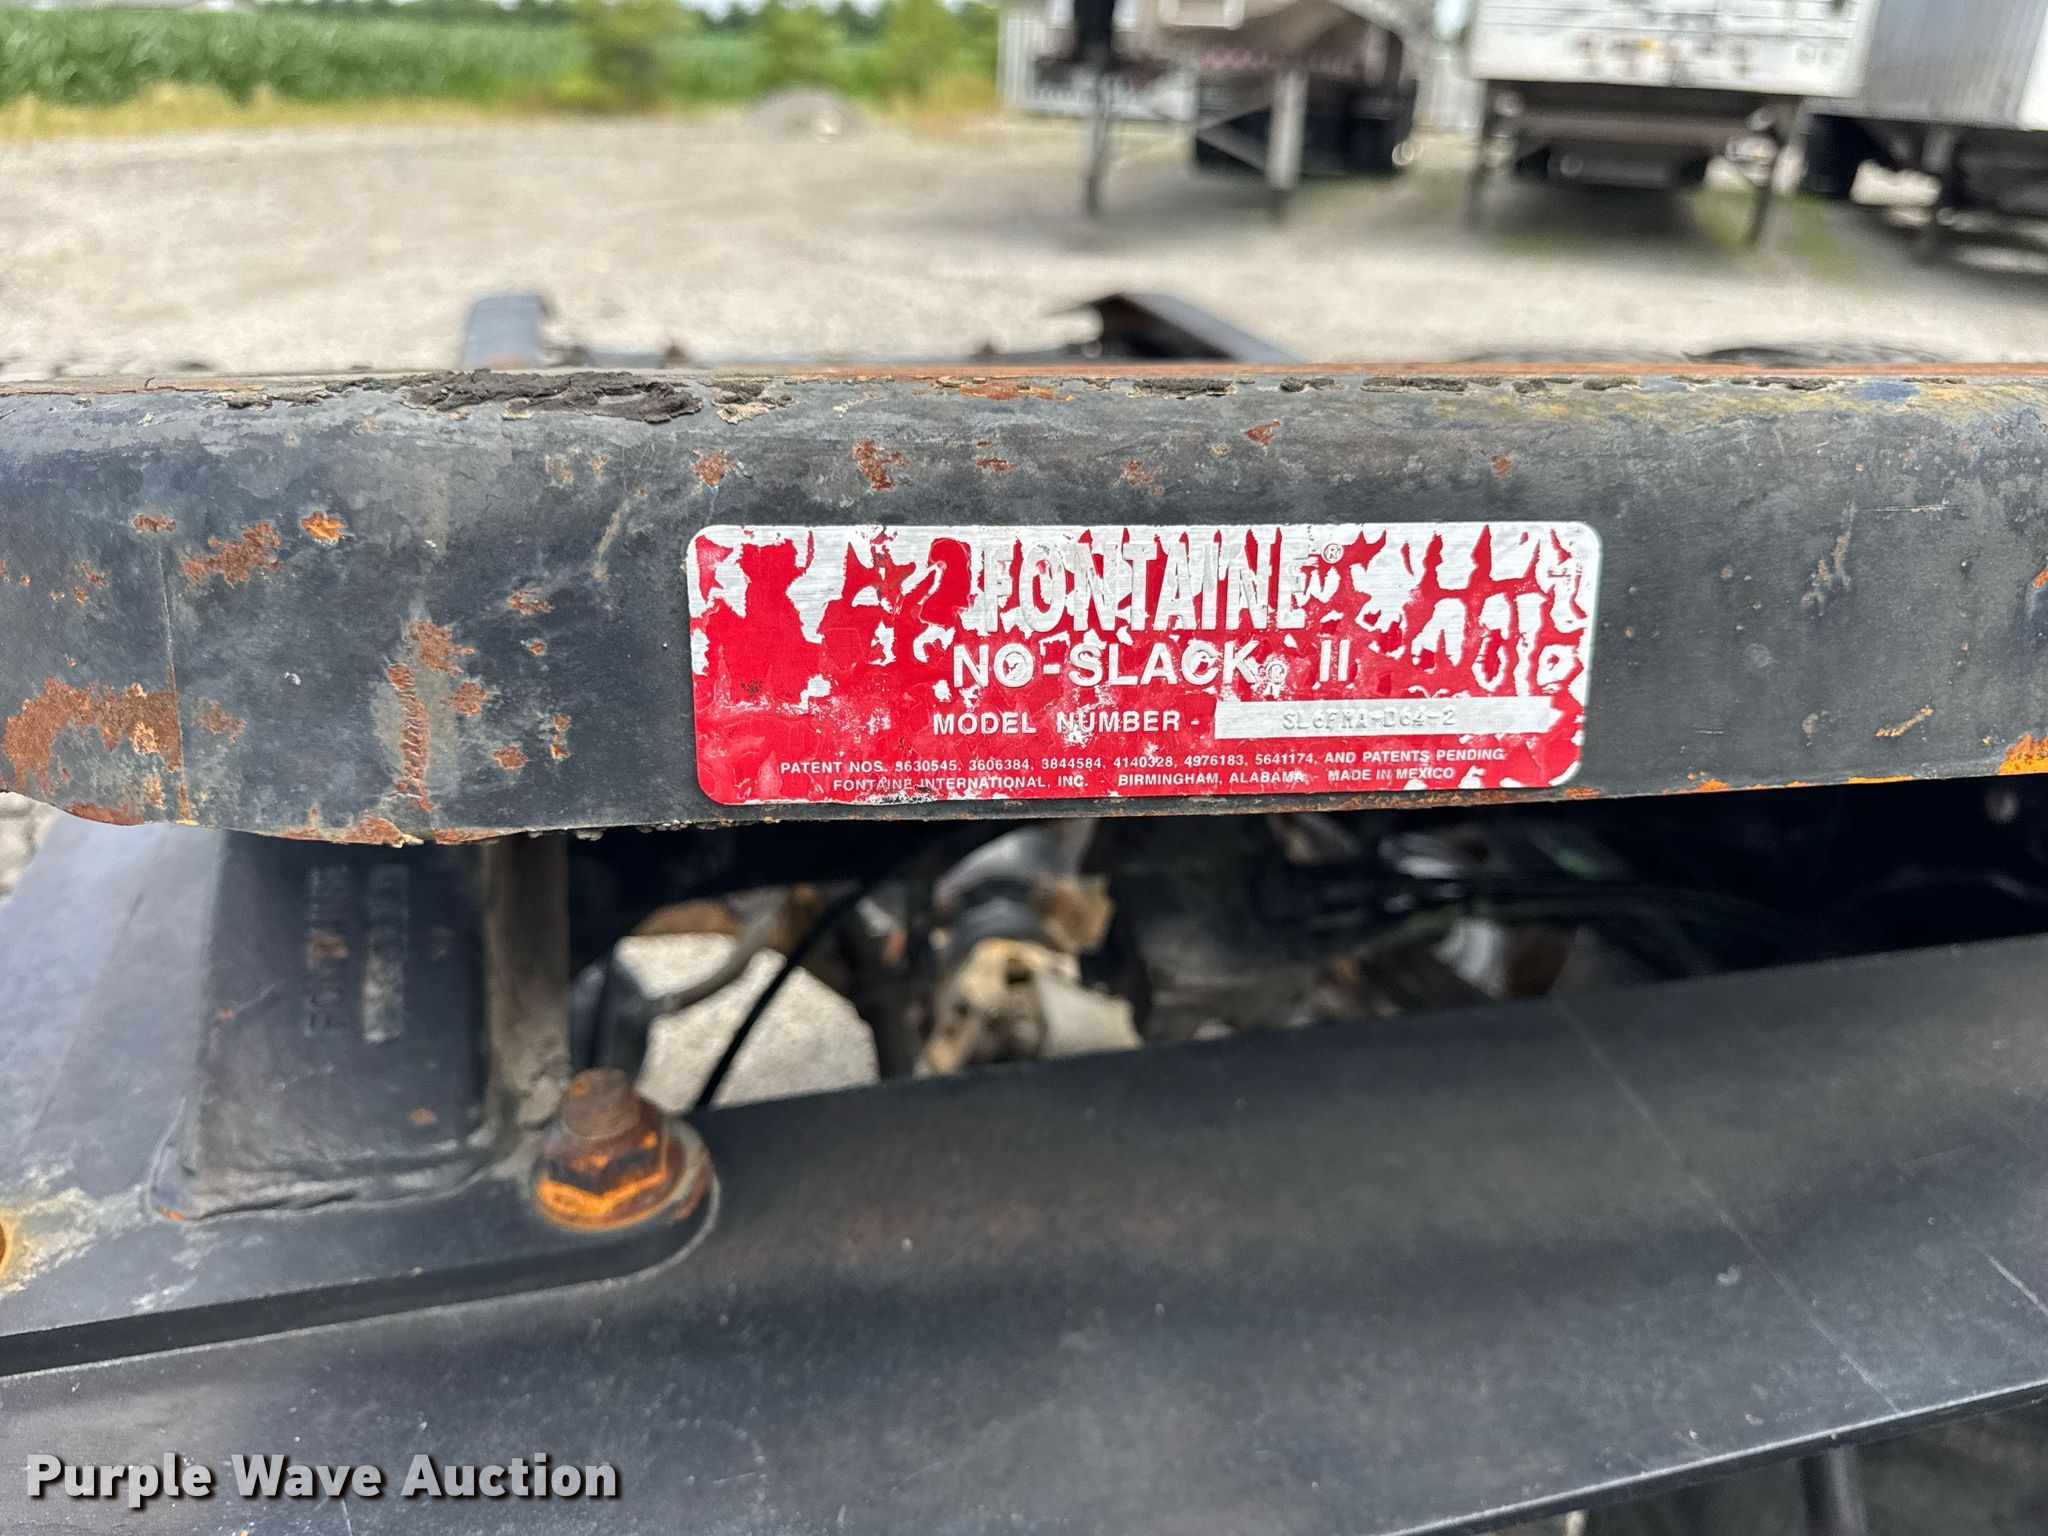 FONTAINE®
NO-SLACK® II
MODEL NUMBER - SL6FWA-D64-2
PATENT NOS. 3630545, 3606384, 3844584, 4140328, 4976183, 5641174, AND PATENTS PENDING
FONTAINE INTERNATIONAL, INC. - BIRMINGHAM, ALABAMA - MADE IN MEXICO
Purple Wave Auction